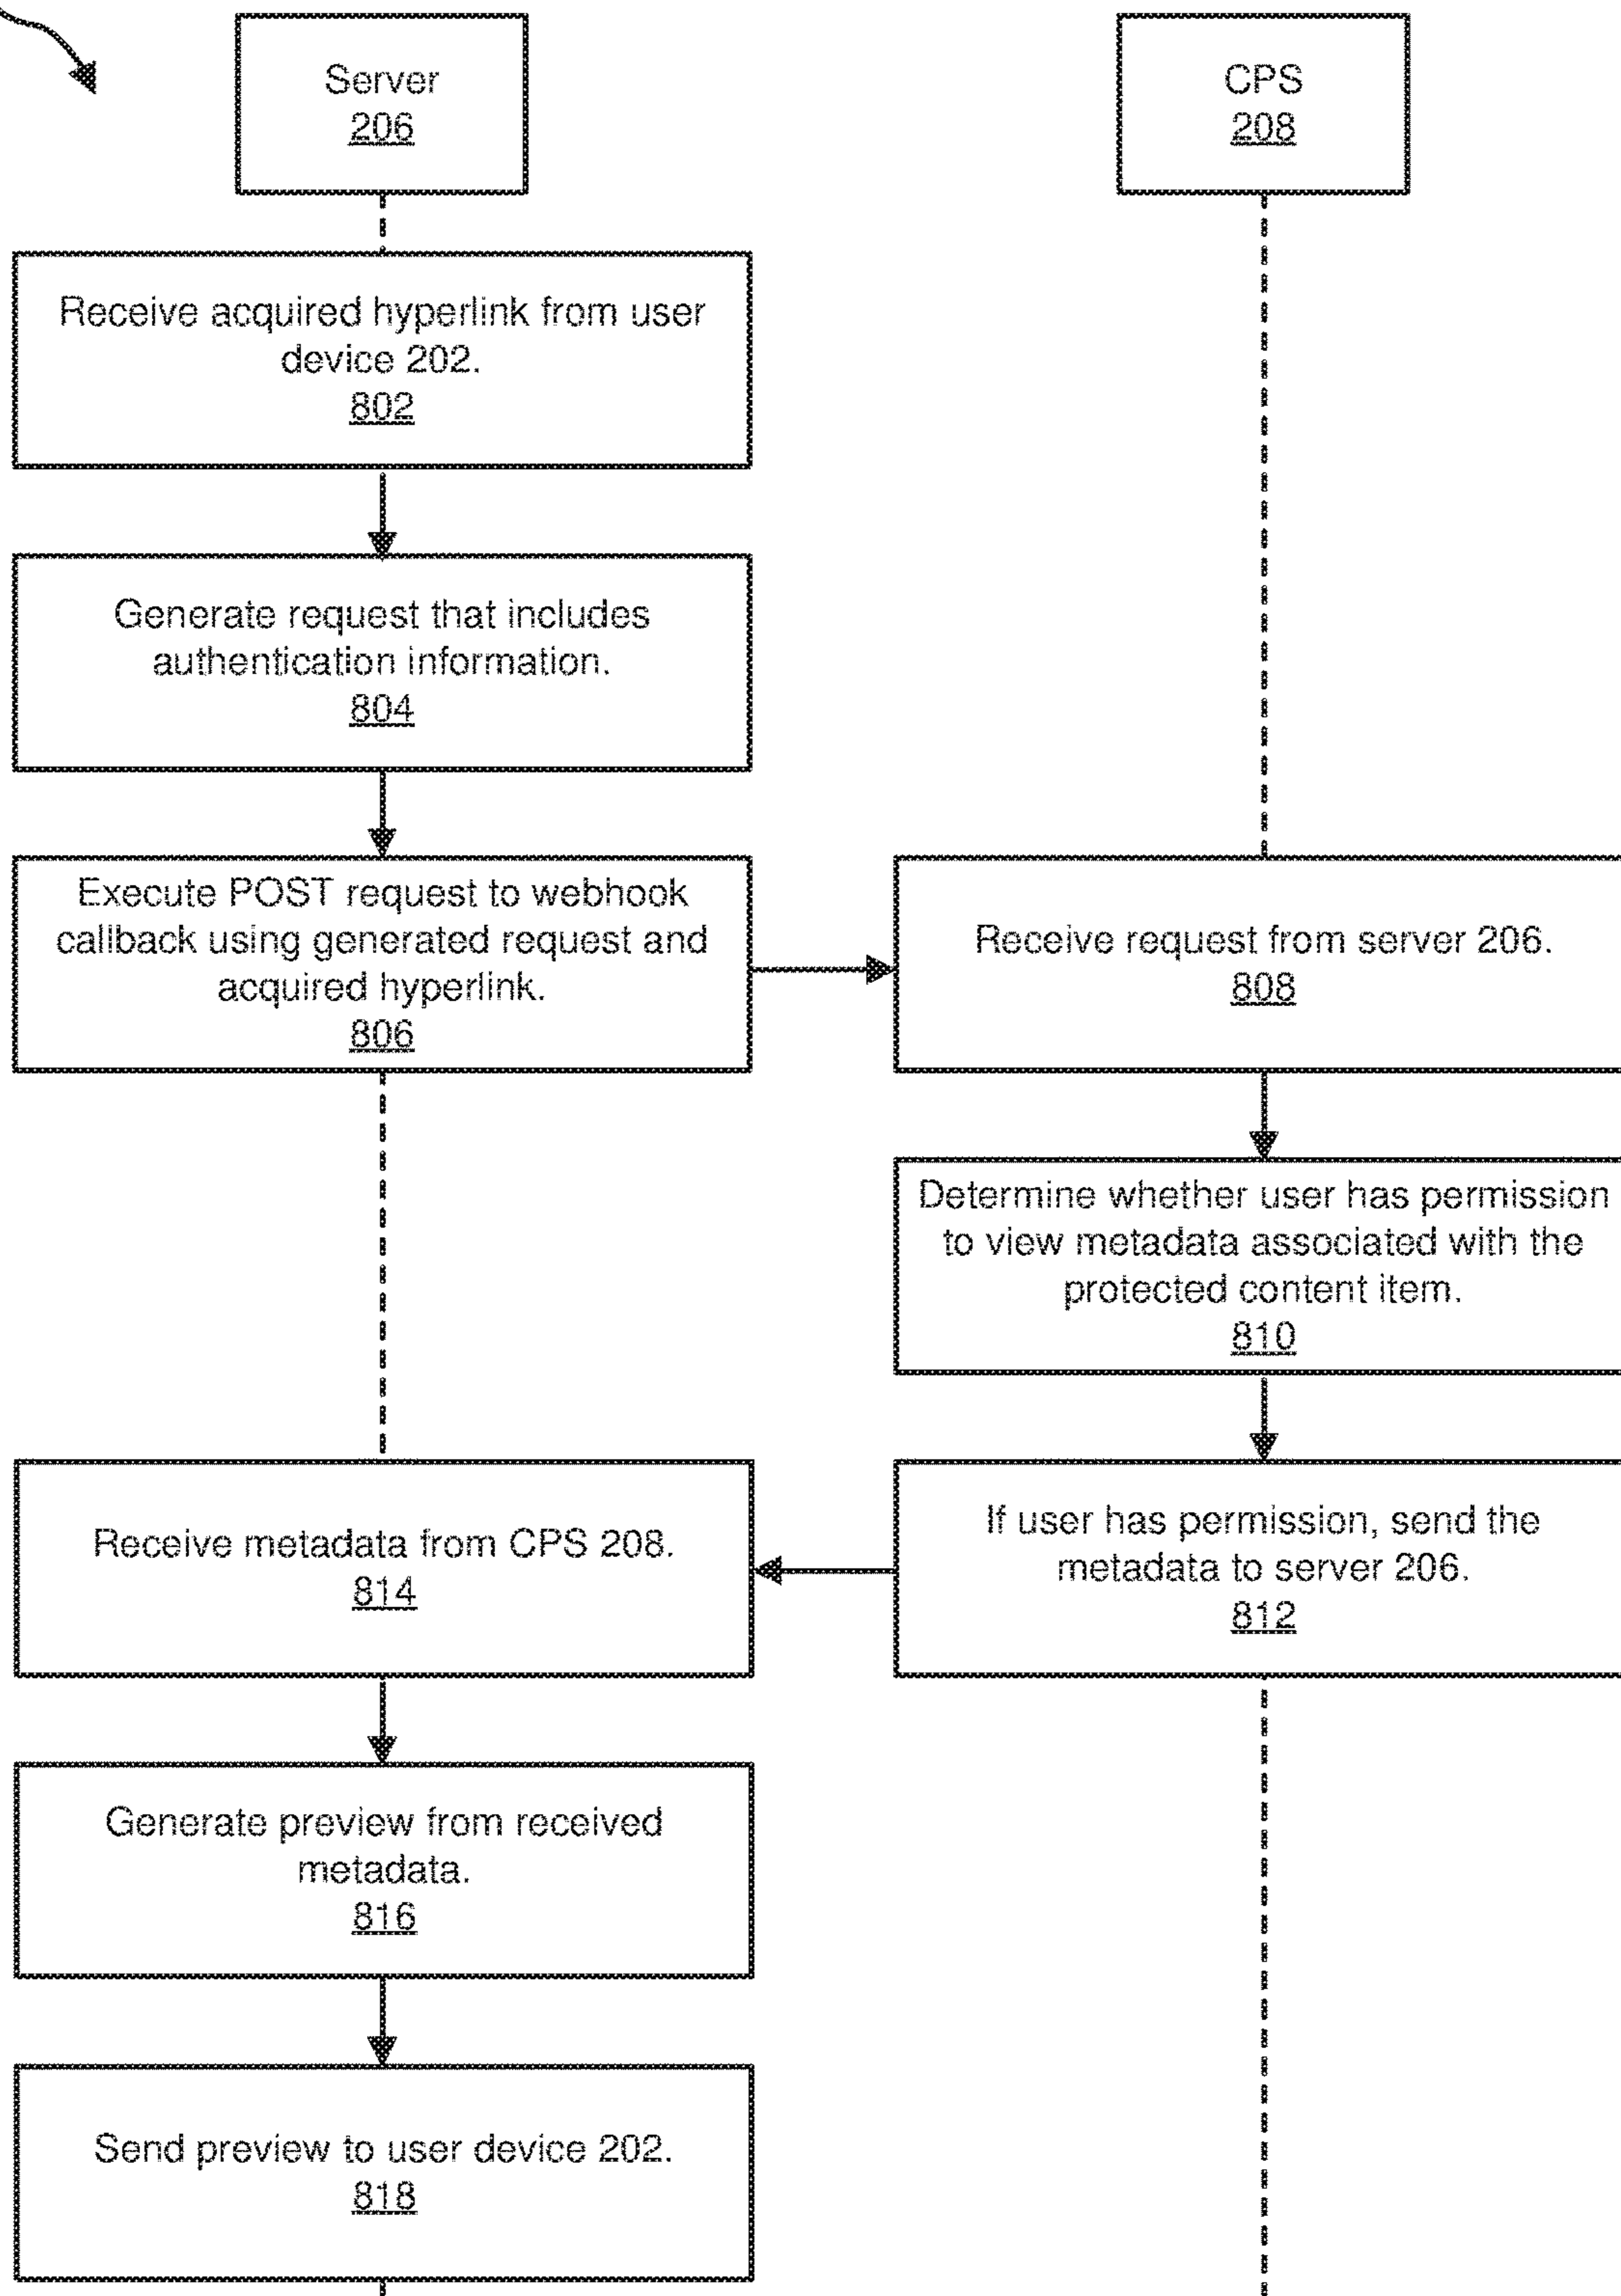 Server
206
CPS
208
Receive acquired hyperlink from user
device 202.
802
Generate request that includes
authentication information.
804
Execute POST request to webhook
callback using generated request and
acquired hyperlink.
806
Receive request from server 206.
808
Determine whether user has permission
to view metadata associated with the
protected content item.
810
If user has permission, send the
metadata to server 206.
812
Receive metadata from CPS 208.
814
Generate preview from received
metadata.
816
Send preview to user device 202.
818